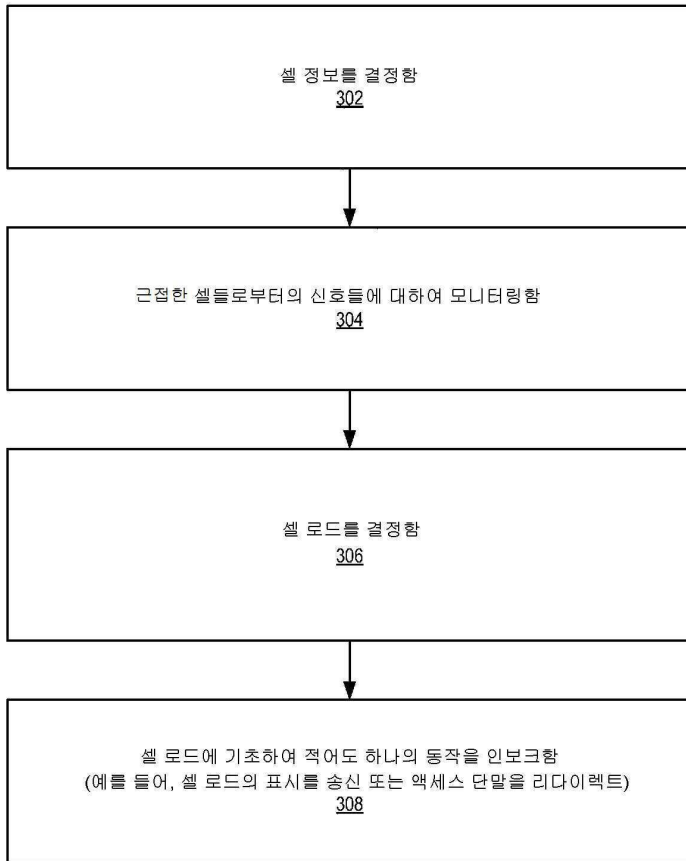 셀 정보를 결정함
302
근접한 셀들로부터의 신호들에 대하여 모니터링함
304
셀 로드를 결정함
306
셀 로드에 기초하여 적어도 하나의 동작을 인보크함
(예를 들어, 셀 로드의 표시를 송신 또는 액세스 단말을 리다이렉트)
308